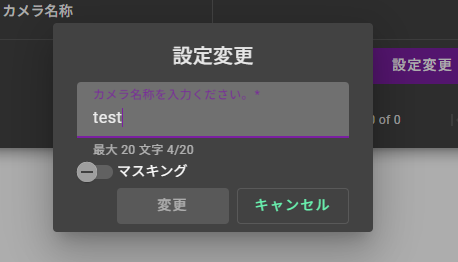 カメラ名称
設定変更
カメラ名称を入力ください。*
test
最大 20 文字 4/20
マスキング
変更
キャンセル
設定変更
of 0